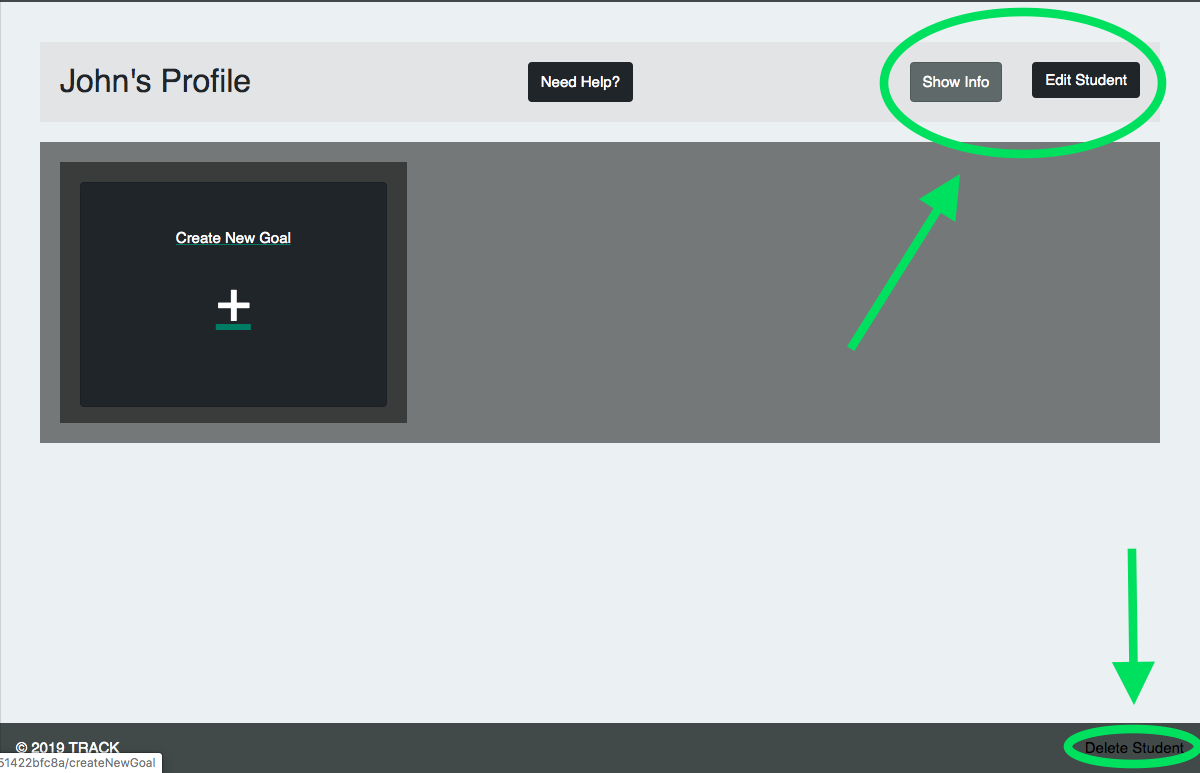 John's Profile
Need Help?
Show Info
Edit Student
Create New Goal
© 2019 TRACK
51422bfc8a/createNewGoal
Delete Student